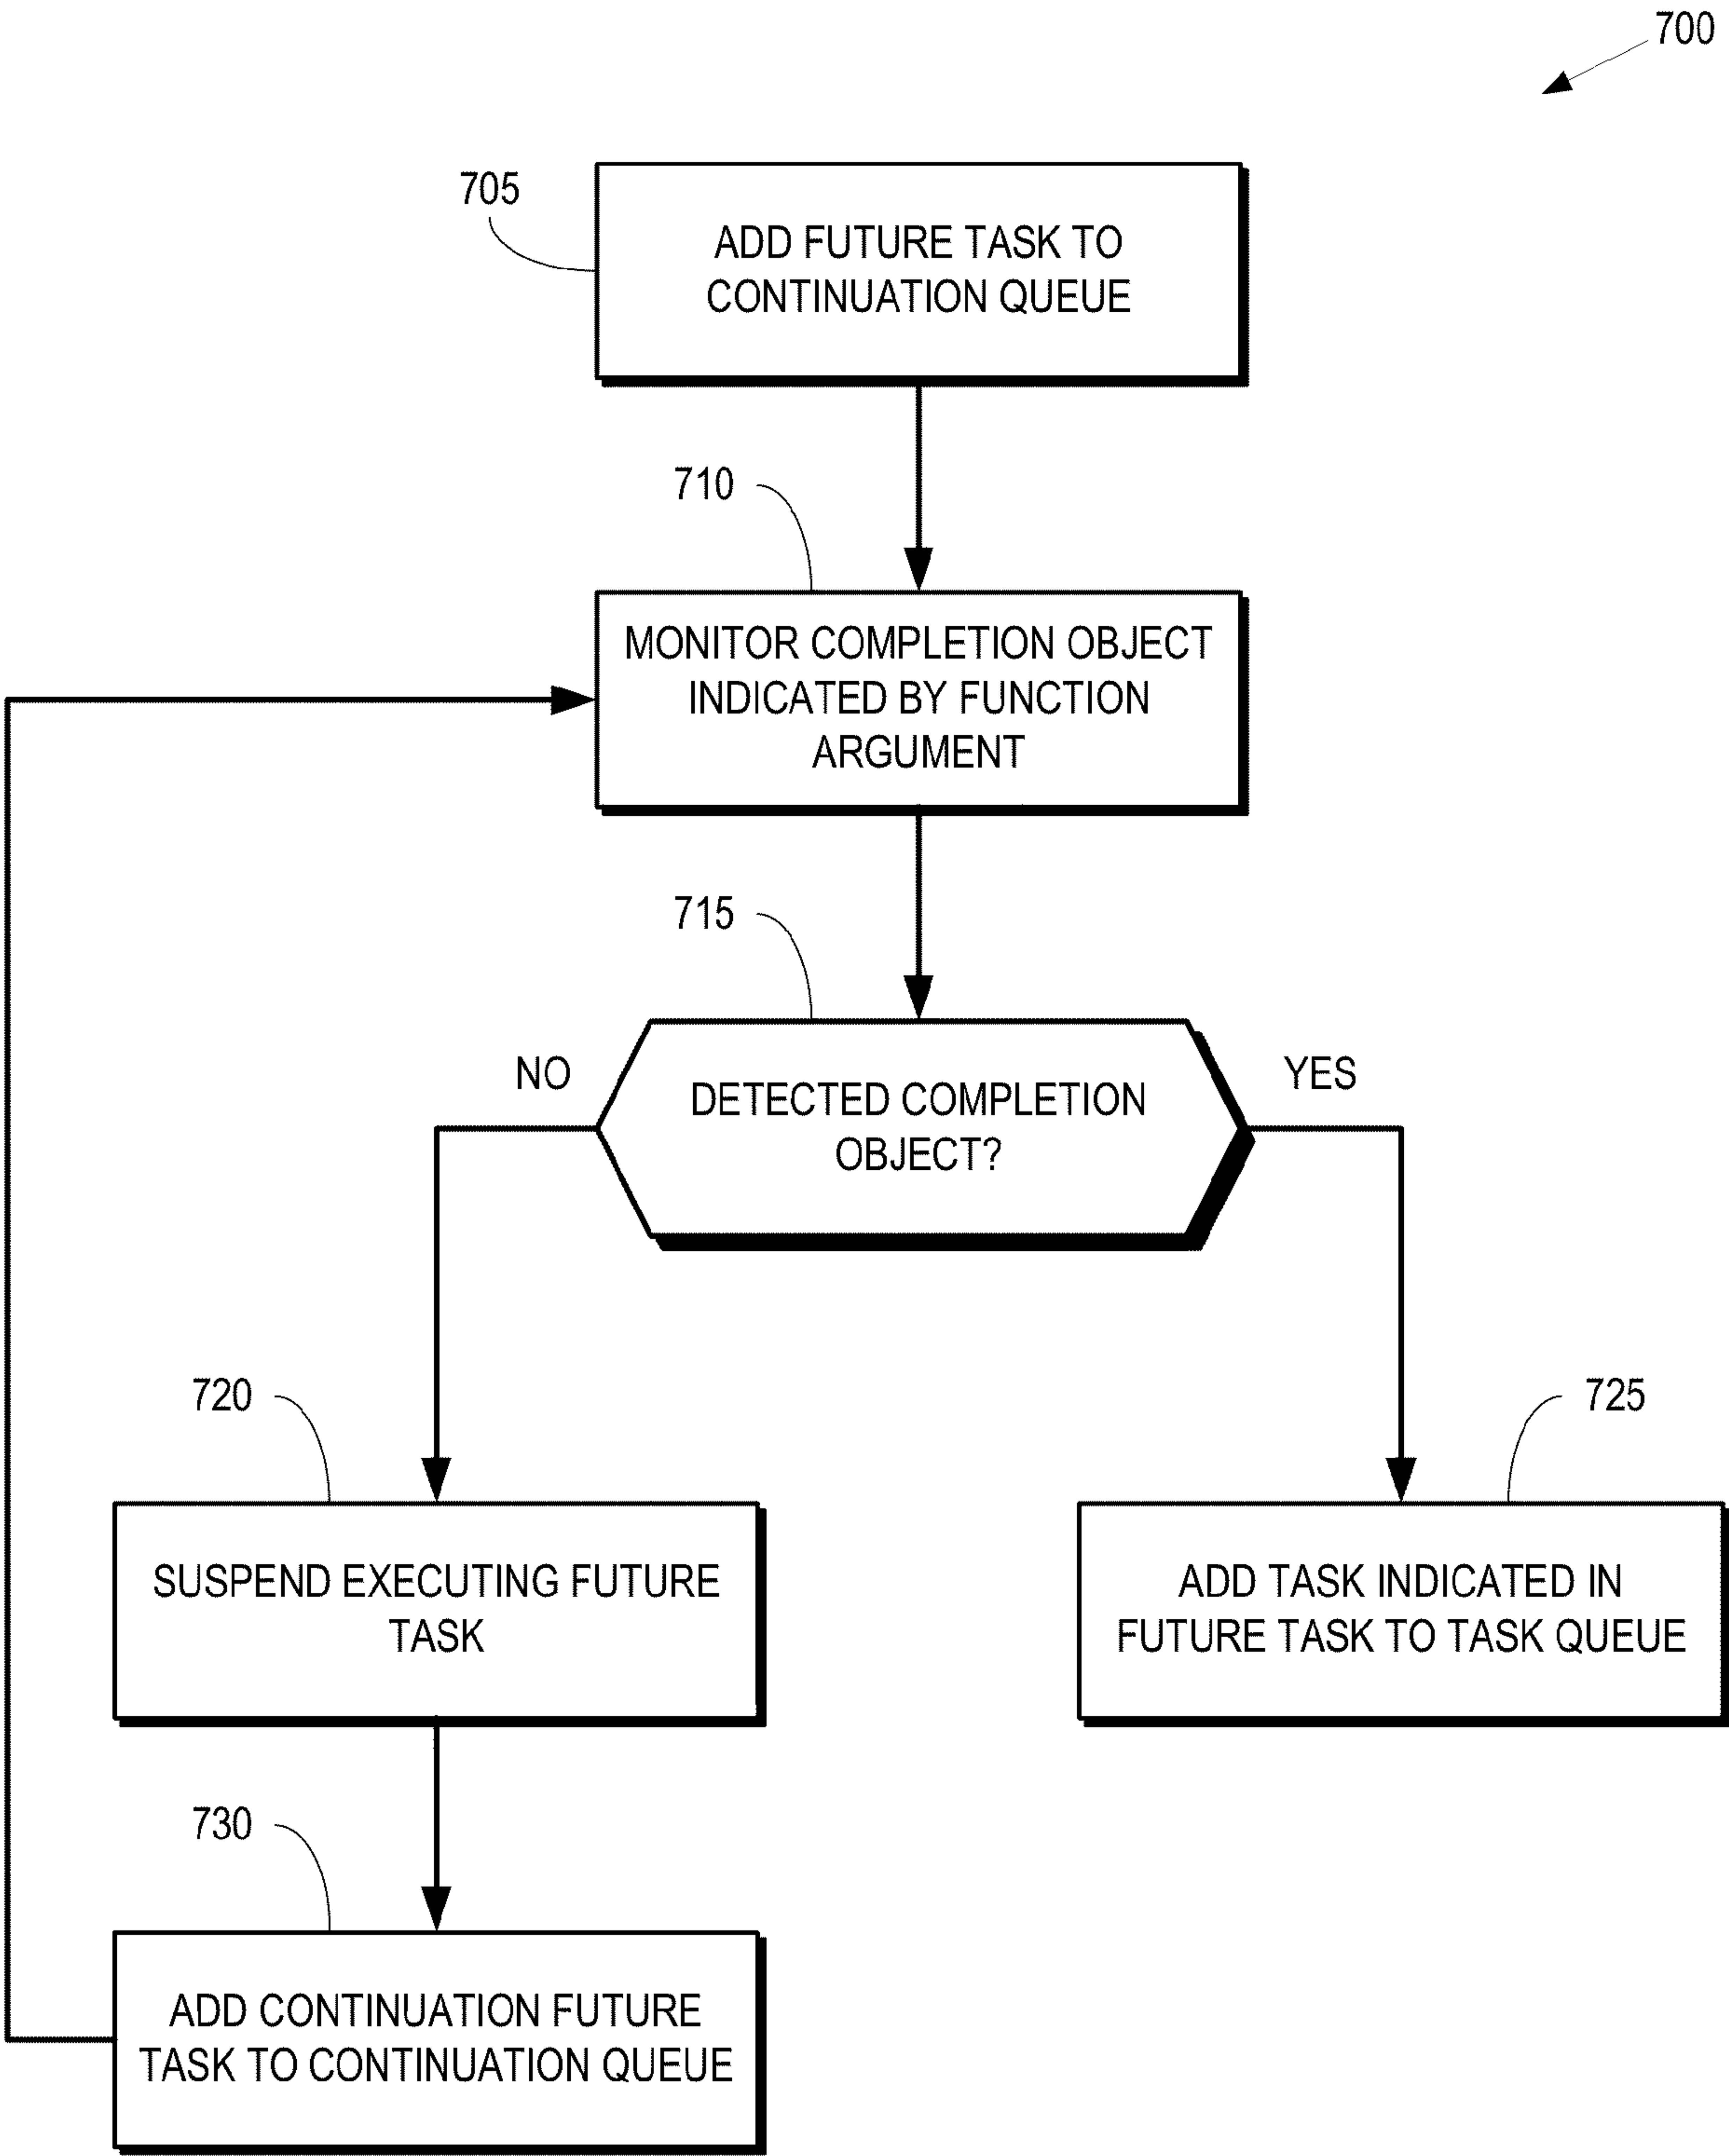 700
705
ADD FUTURE TASK TO
CONTINUATION QUEUE
710
MONITOR COMPLETION OBJECT
INDICATED BY FUNCTION
ARGUMENT
715
NO
DETECTED COMPLETION
OBJECT?
YES
720
SUSPEND EXECUTING FUTURE
TASK
725
ADD TASK INDICATED IN
FUTURE TASK TO TASK QUEUE
730
ADD CONTINUATION FUTURE
TASK TO CONTINUATION QUEUE